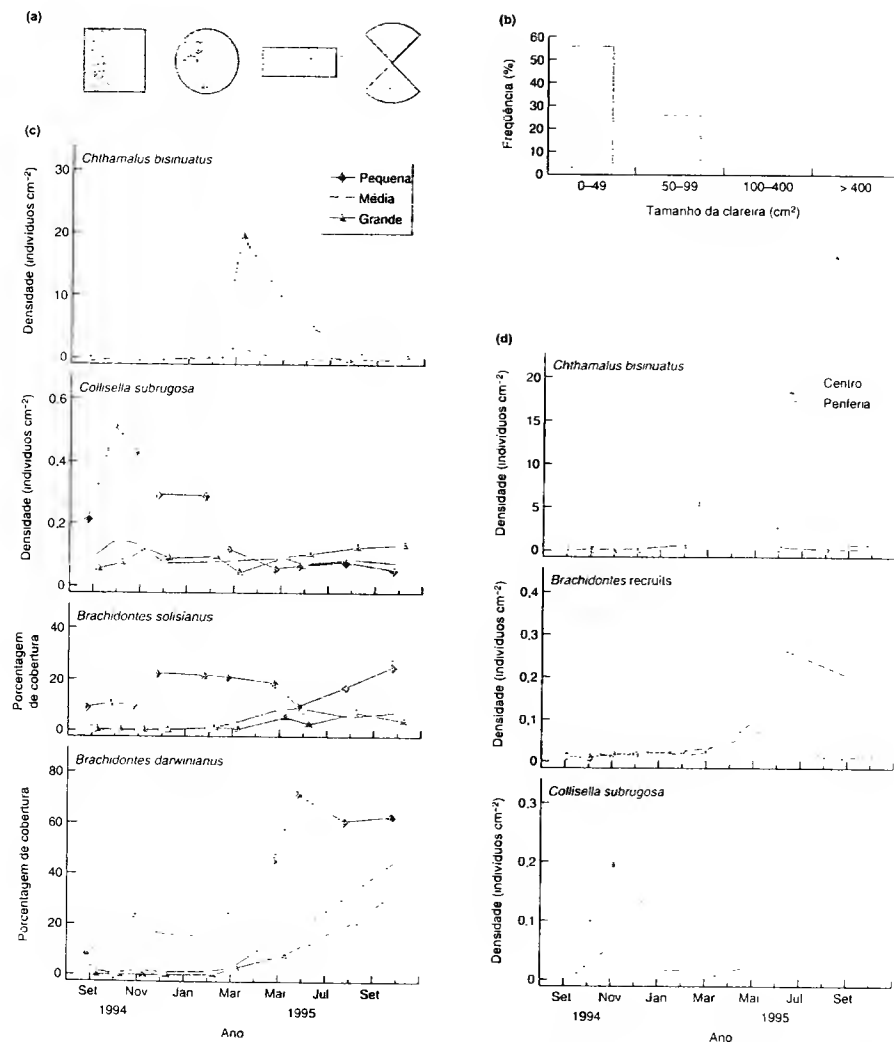 (a)
(b)
60
50
40
30
20
10
0
Freqüência (%)
0–49 50–99 100–400 > 400
Tamanho da clareira (cm²)
(c)
Chthamalus bisinuatus
30
20
10
0
Densidade (indivíduos cm⁻²)
Pequena
Média
Grande
Collisella subrugosa
0,6
0,4
0,2
0
Densidade (indivíduos cm⁻²)
Brachidontes solisianus
40
20
0
Porcentagem
de cobertura
Brachidontes darwinianus
80
60
40
20
0
Porcentagem de cobertura
Set Nov Jan Mar Mai Jul Set
1994 1995
Ano
(d)
Chthamalus bisinuatus
20
15
10
5
0
Densidade (indivíduos cm⁻²)
Centro
Periferia
Brachidontes recruits
0,4
0,3
0,2
0,1
0
Densidade (indivíduos cm⁻²)
Collisella subrugosa
0,3
0,2
0,1
0
Densidade (indivíduos cm⁻²)
Set Nov Jan Mar Mai Jul Set
1994 1995
Ano